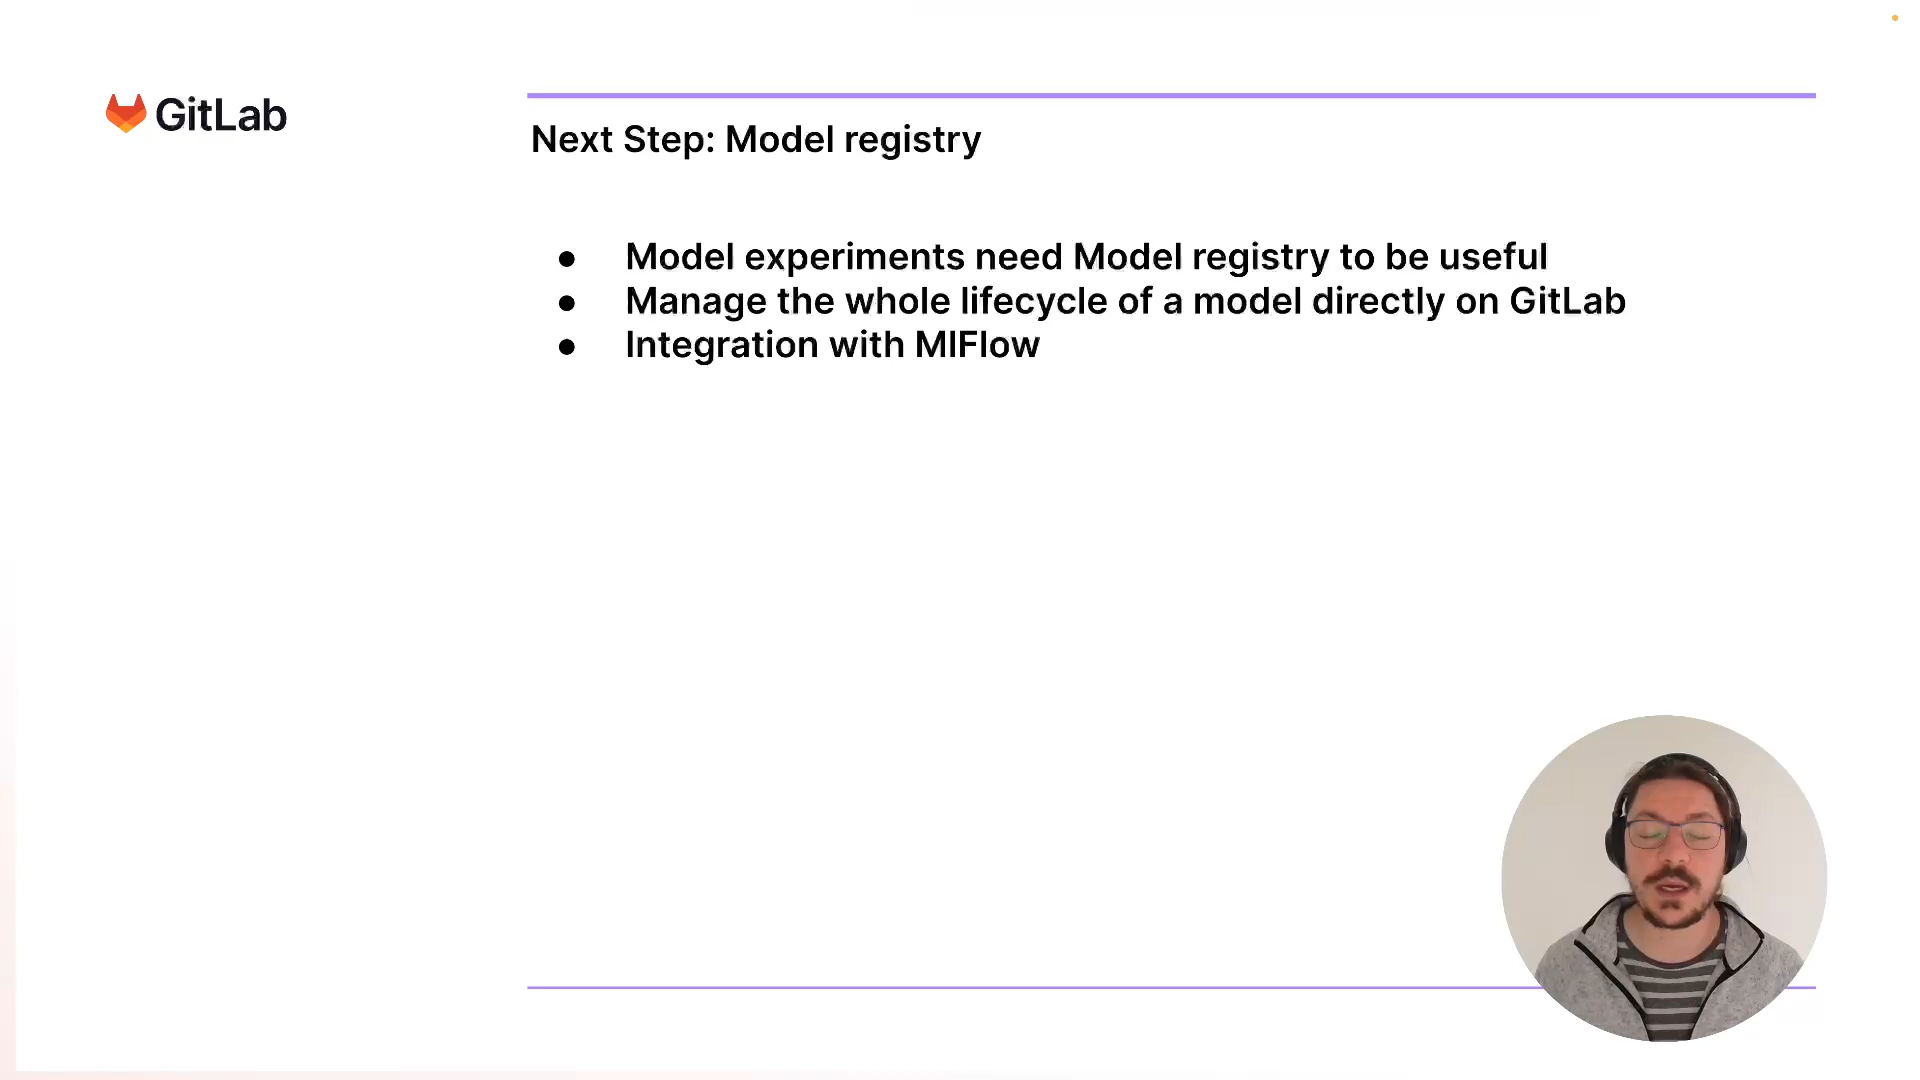 GitLab
Next Step: Model registry
● Model experiments need Model registry to be useful
● Manage the whole lifecycle of a model directly on GitLab
● Integration with MlFlow